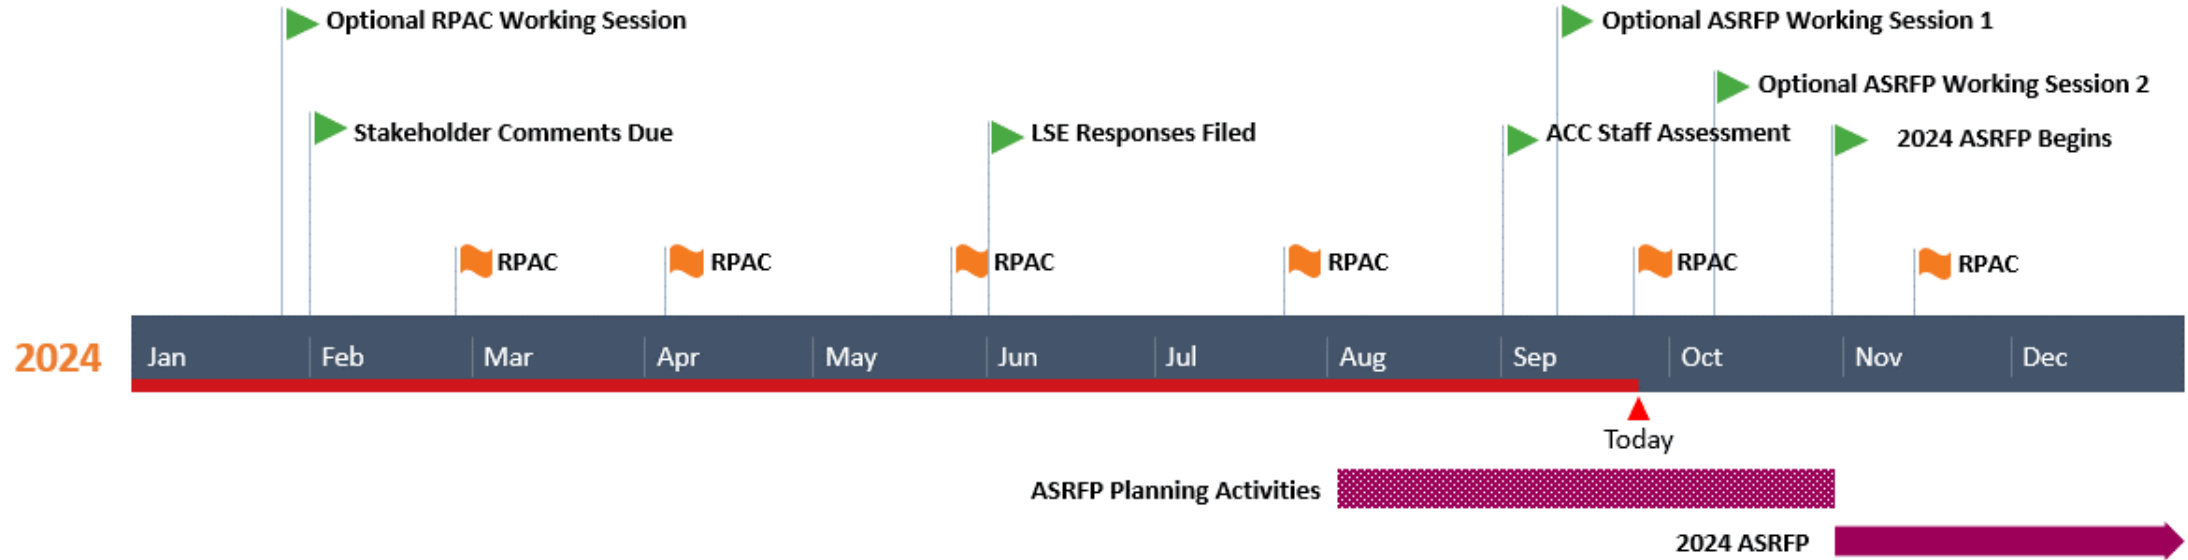 Optional RPAC Working Session
Optional ASRFP Working Session 1
Optional ASRFP Working Session 2
Stakeholder Comments Due
LSE Responses Filed
ACC Staff Assessment
2024 ASRFP Begins
RPAC
RPAC
RPAC
RPAC
RPAC
RPAC
2024
Jan
Feb
Mar
Apr
May
Jun
Jul
Aug
Sep
Oct
Nov
Dec
Today
ASRFP Planning Activities
2024 ASRFP